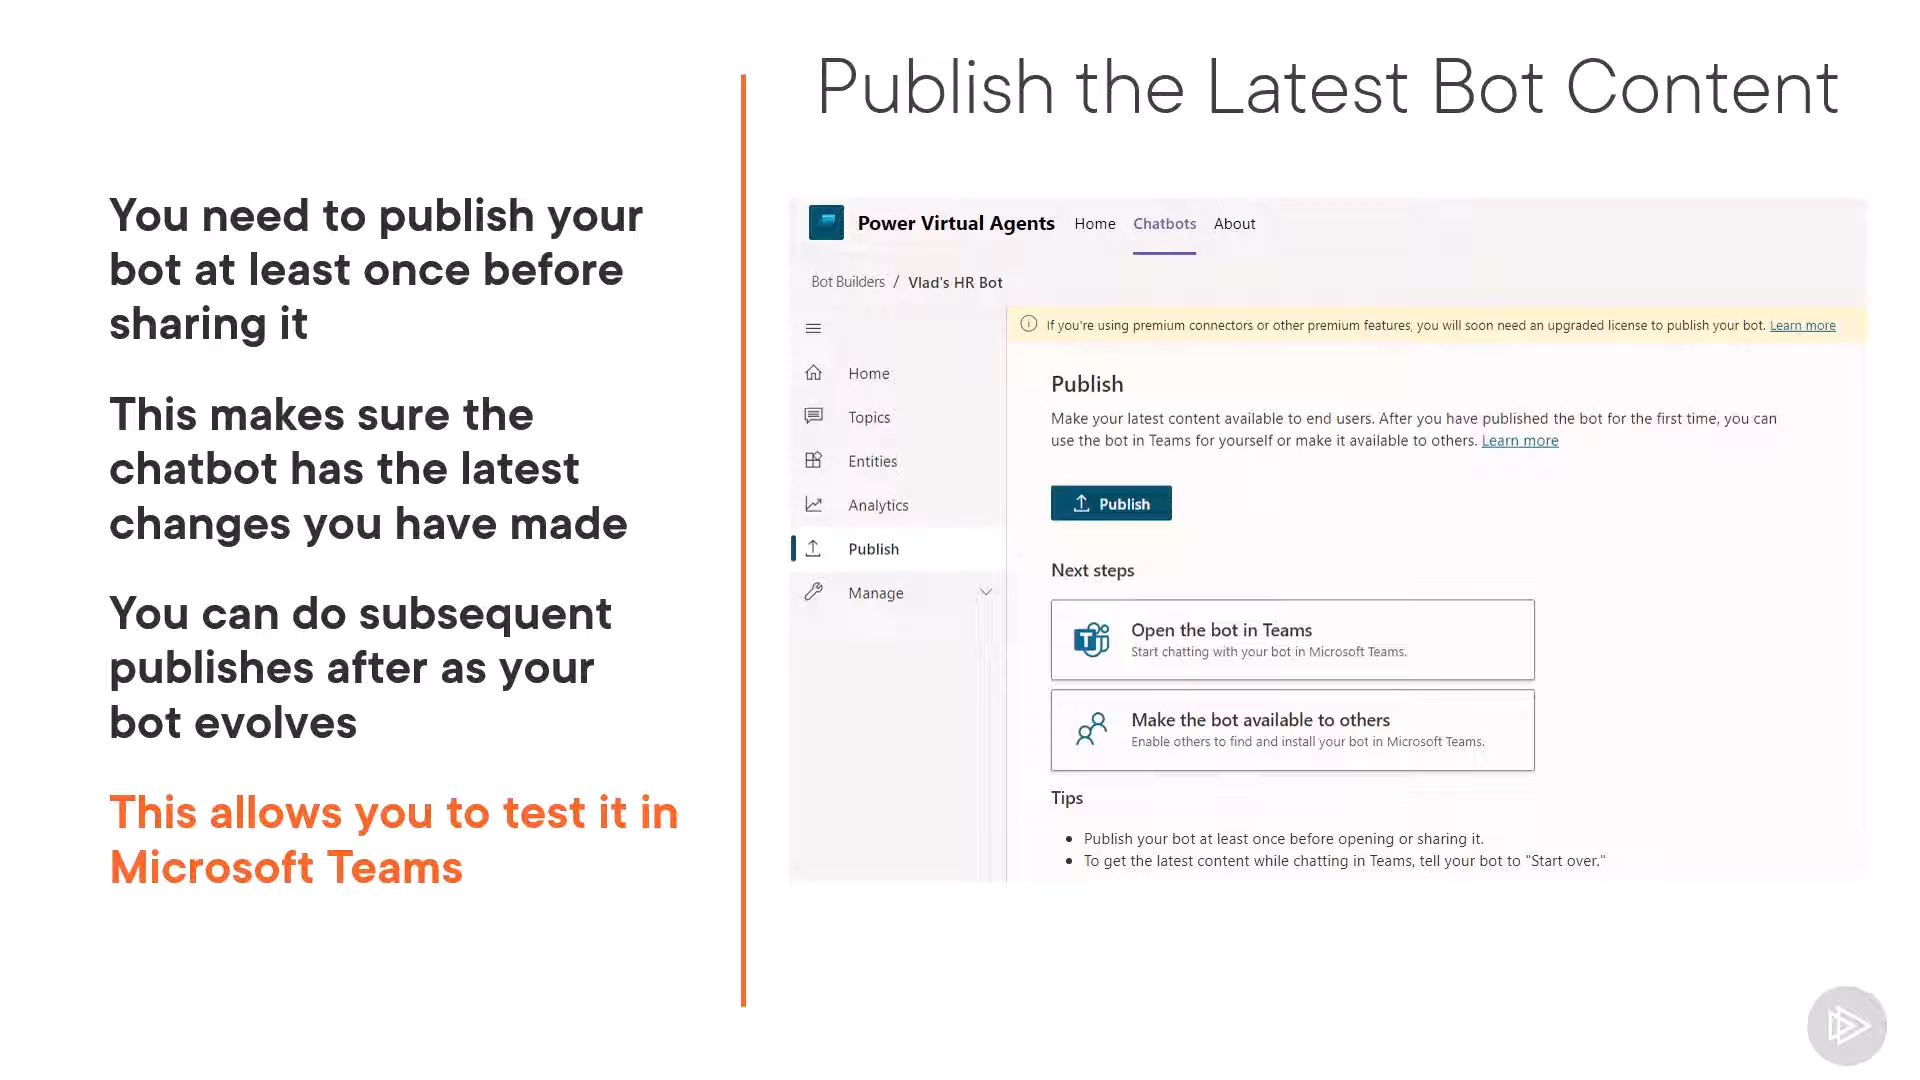 Publish the Latest Bot Content
You need to publish your
bot at least once before
sharing it
This makes sure the
chatbot has the latest
changes you have made
You can do subsequent
publishes after as your
bot evolves
This allows you to test it in
Microsoft Teams
Power Virtual Agents Home Chatbots About
Bot Builders / Vlad's HR Bot
If you're using premium connectors or other premium features, you will soon need an upgraded license to publish your bot. Learn more
Home
Topics
Entities
Analytics
Publish
Manage
Publish
Make your latest content available to end users. After you have published the bot for the first time, you can
use the bot in Teams for yourself or make it available to others. Learn more
Publish
Next steps
Open the bot in Teams
Start chatting with your bot in Microsoft Teams.
Make the bot available to others
Enable others to find and install your bot in Microsoft Teams.
Tips
• Publish your bot at least once before opening or sharing it.
• To get the latest content while chatting in Teams, tell your bot to "Start over."